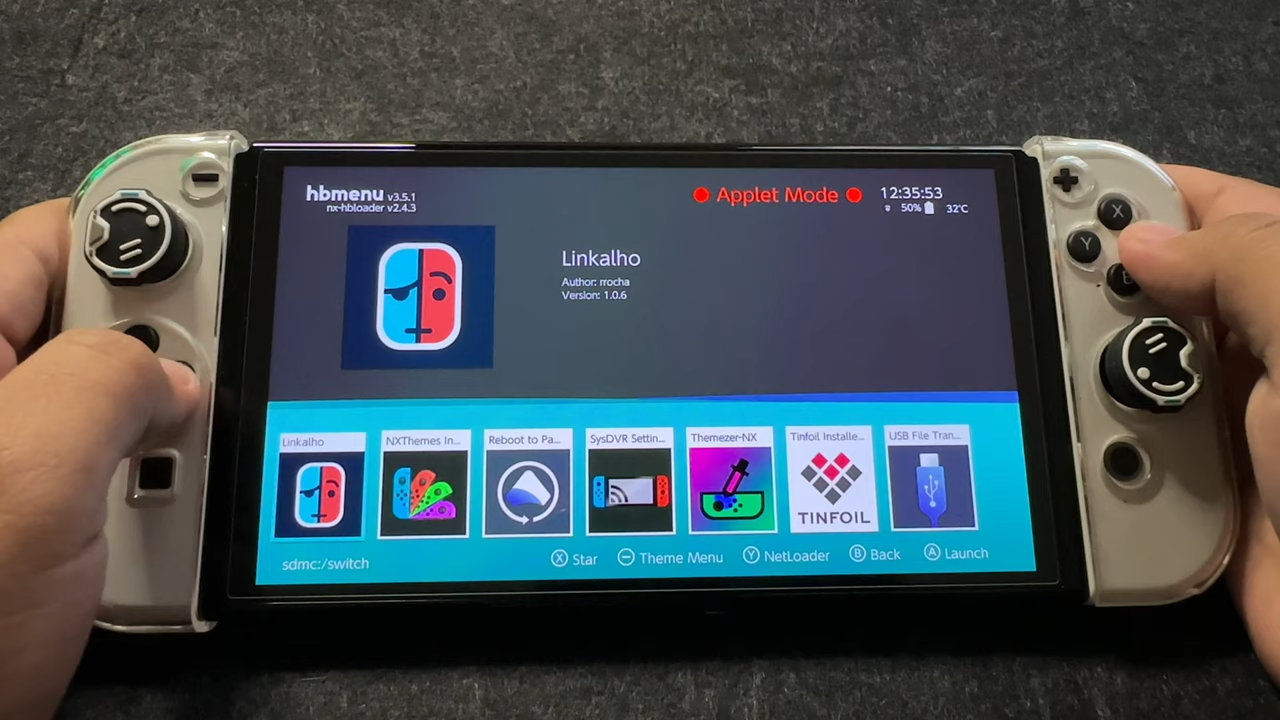 hbmenu v3.5.1
nx-hbloader v2.4.3
Applet Mode
12:35:53
50% 32°C
Linkalho
Author: rrocha
Version: 1.0.6
Linkalho
NXThemes In...
Reboot to Pa...
SysDVR Settin...
Themezer-NX
Tinfoil Installe...
USB File Tran...
TINFOIL
sdmc:/switch
X Star
Theme Menu
Y NetLoader
B Back
A Launch
X
Y